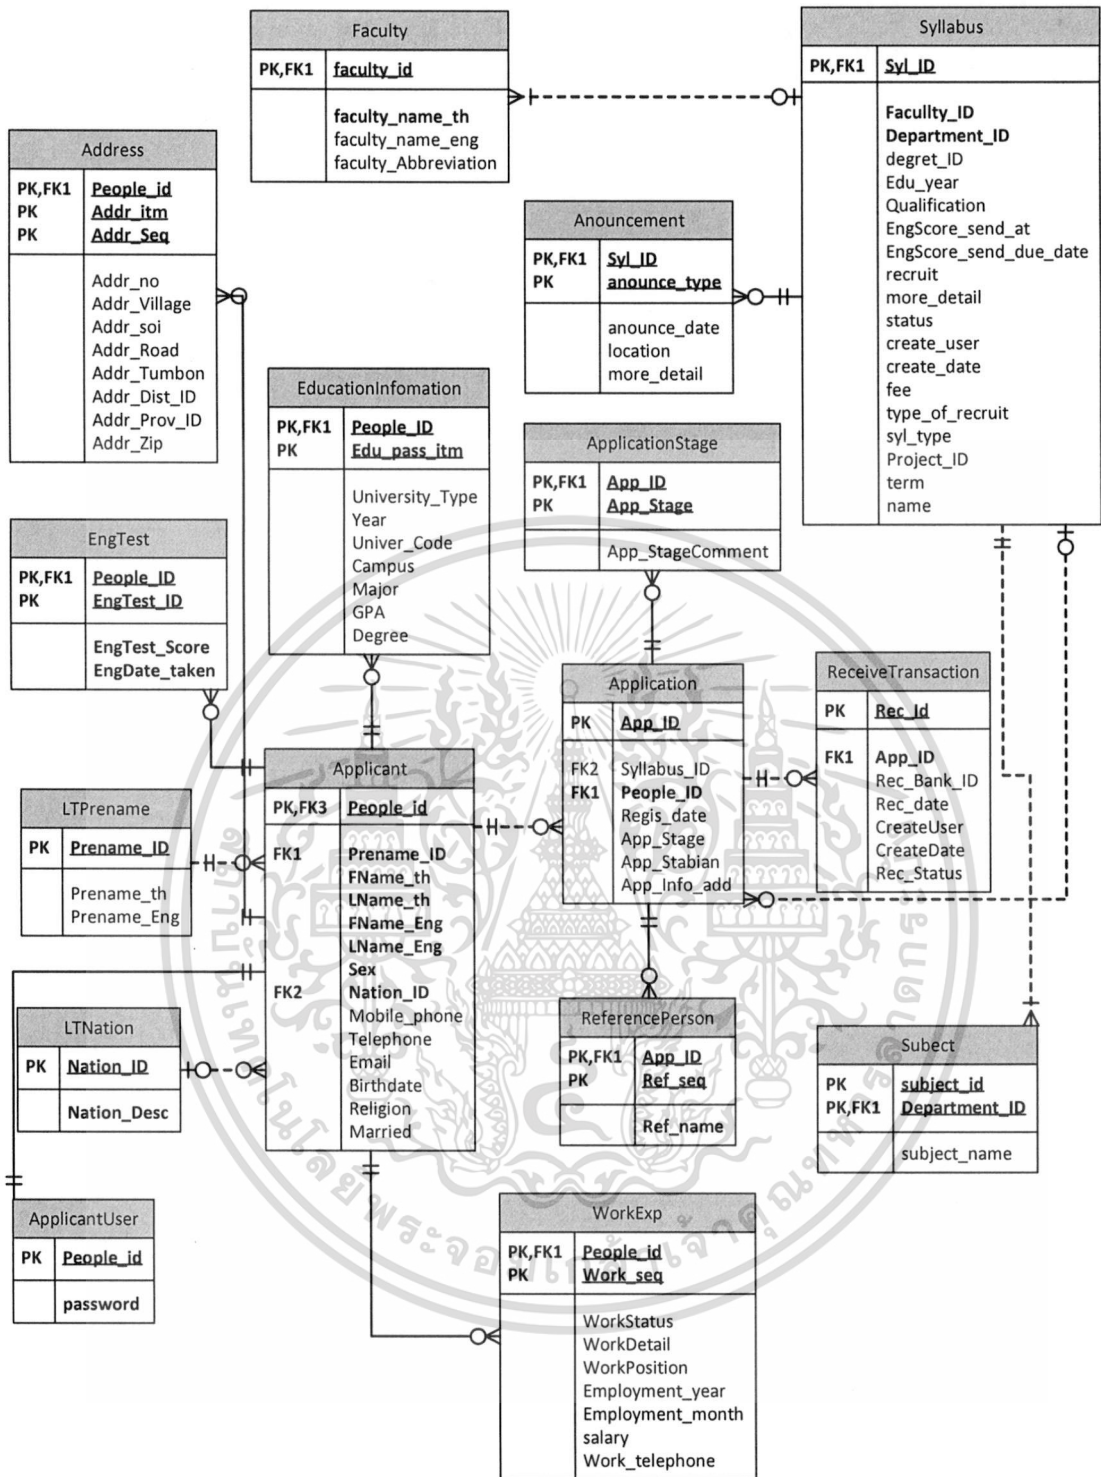 Faculty
PK,FK1 faculty_id
faculty_name_th
faculty_name_eng
faculty_Abbreviation
Syllabus
PK,FK1 Syl_ID
Facullty_ID
Department_ID
degret_ID
Edu_year
Qualification
EngScore_send_at
EngScore_send_due_date
recruit
more_detail
status
create_user
create_date
fee
type_of_recruit
syl_type
Project_ID
term
name
Address
PK,FK1 People_id
PK Addr_itm
PK Addr_Seq
Addr_no
Addr_Village
Addr_soi
Addr_Road
Addr_Tumbon
Addr_Dist_ID
Addr_Prov_ID
Addr_Zip
Anouncement
PK,FK1 Syl_ID
PK anounce_type
anounce_date
location
more_detail
EducationInfomation
PK,FK1 People_ID
PK Edu_pass_itm
University_Type
Year
Univer_Code
Campus
Major
GPA
Degree
ApplicationStage
PK,FK1 App_ID
PK App_Stage
App_StageComment
EngTest
PK,FK1 People_ID
PK EngTest_ID
EngTest_Score
EngDate_taken
Application
PK App_ID
FK2 Syllabus_ID
FK1 People_ID
Regis_date
App_Stage
App_Stabian
App_Info_add
ReceiveTransaction
PK Rec_Id
FK1 App_ID
Rec_Bank_ID
Rec_date
CreateUser
CreateDate
Rec_Status
Applicant
PK,FK3 People_id
FK1 Prename_ID
FName_th
LName_th
FName_Eng
LName_Eng
Sex
FK2 Nation_ID
Mobile_phone
Telephone
Email
Birthdate
Religion
Married
LTPrename
PK Prename_ID
Prename_th
Prename_Eng
LTNation
PK Nation_ID
Nation_Desc
ReferencePerson
PK,FK1 App_ID
PK Ref_seq
Ref_name
Subect
PK subject_id
PK,FK1 Department_ID
subject_name
ApplicantUser
PK People_id
password
WorkExp
PK,FK1 People_id
PK Work_seq
WorkStatus
WorkDetail
WorkPosition
Employment_year
Employment_month
salary
Work_telephone